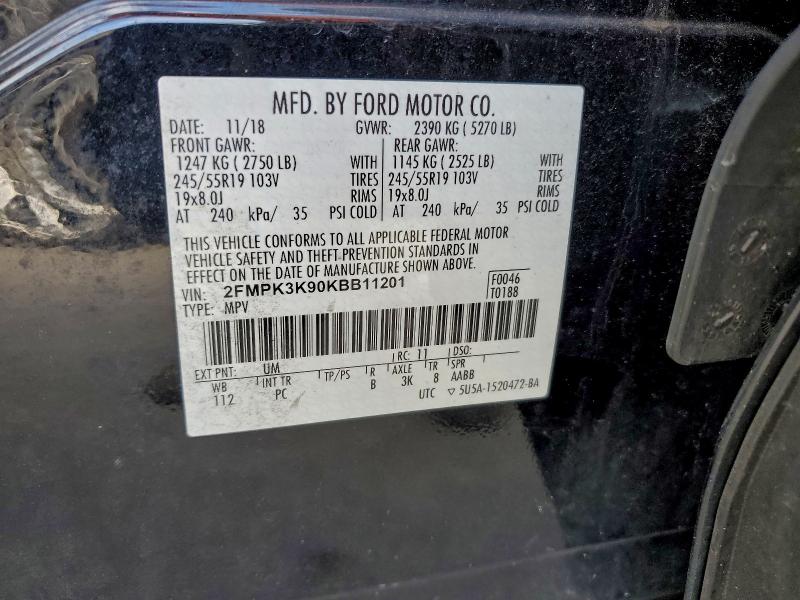 MFD. BY FORD MOTOR CO.
DATE: 11/18 GVWR: 2390 KG ( 5270 LB)
FRONT GAWR: REAR GAWR:
1247 KG ( 2750 LB) WITH 1145 KG ( 2525 LB) WITH
245/55R19 103V TIRES 245/55R19 103V TIRES
19x8.0J RIMS 19x8.0J RIMS
AT 240 kPa/ 35 PSI COLD AT 240 kPa/ 35 PSI COLD
THIS VEHICLE CONFORMS TO ALL APPLICABLE FEDERAL MOTOR
VEHICLE SAFETY AND THEFT PREVENTION STANDARDS IN
EFFECT ON THE DATE OF MANUFACTURE SHOWN ABOVE.
VIN: 2FMPK3K90KBB11201 F0046
TYPE: MPV T0188
EXT PNT: UM RC: 11 DSO:
WB INT TR TP/PS R AXLE TR SPR
112 PC B 3K 8 AABB
UTC ▽ 5U5A-1520472-BA